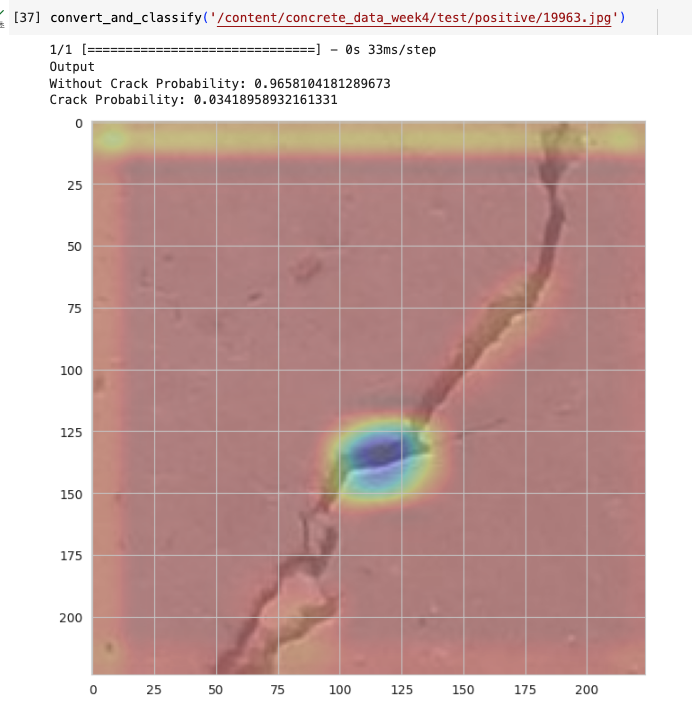 [37] convert_and_classify('/content/concrete_data_week4/test/positive/19963.jpg')
1/1 [==============================] - 0s 33ms/step
Output
Without Crack Probability: 0.9658104181289673
Crack Probability: 0.03418958932161331
0
25
50
75
100
125
150
175
200
0 25 50 75 100 125 150 175 200